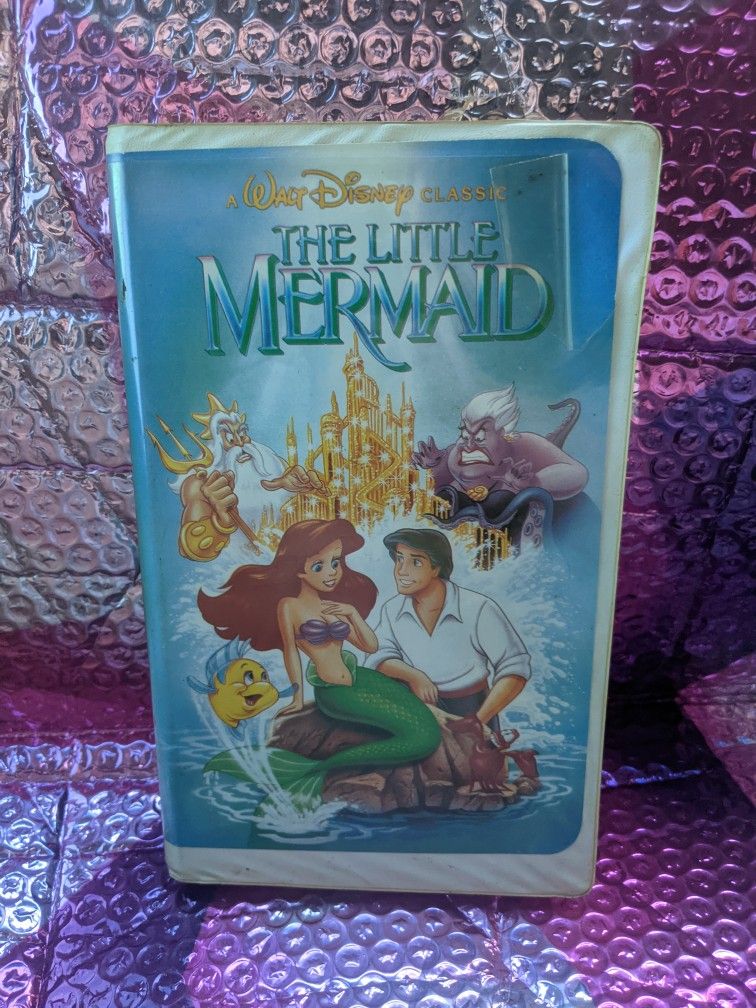 A WALT DISNEY CLASSIC
THE LITTLE
MERMAID